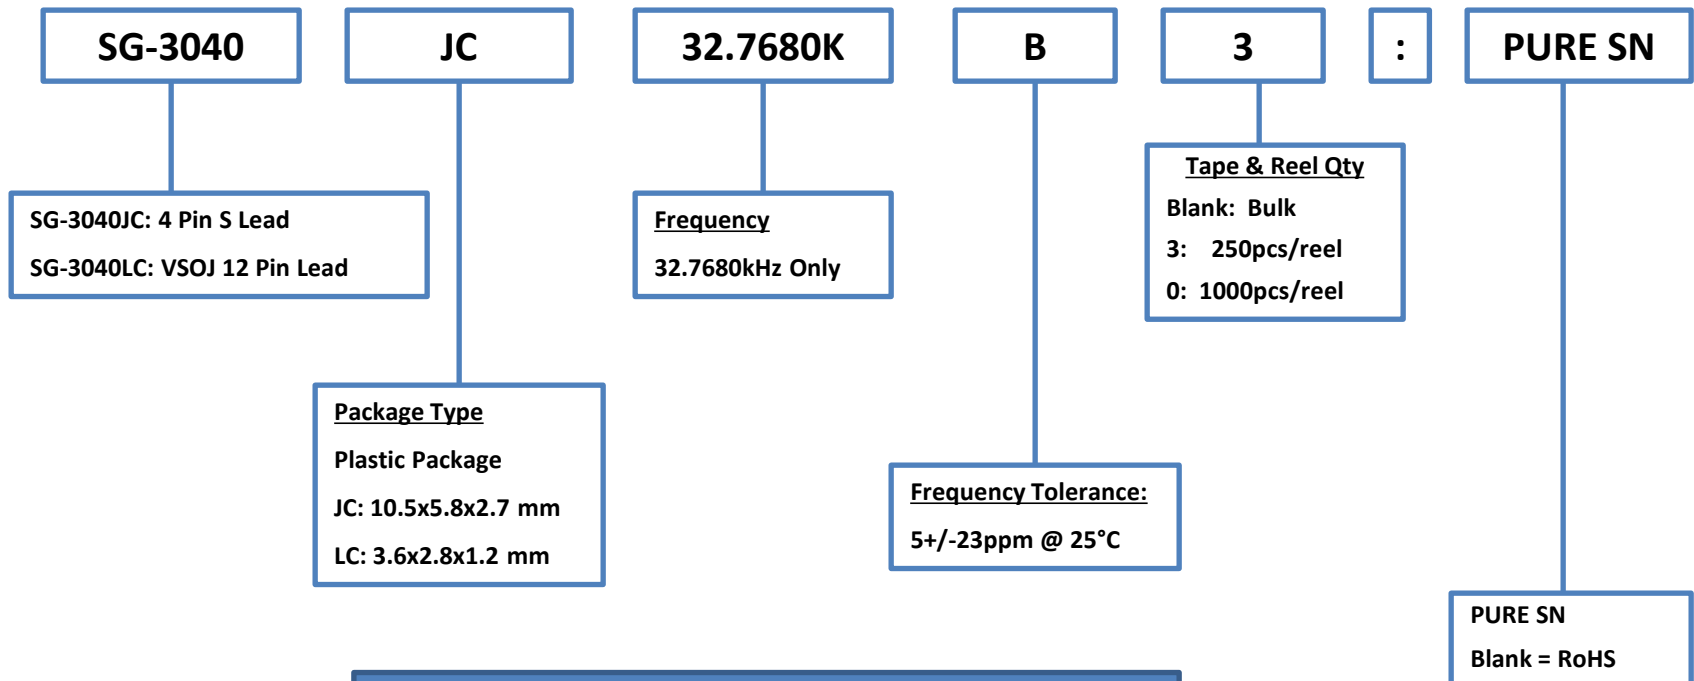 SG-3040 JC 32.7680K B 3 : PURE SN
SG-3040JC: 4 Pin S Lead
SG-3040LC: VSOJ 12 Pin Lead
Frequency
32.7680kHz Only
Tape & Reel Qty
Blank: Bulk
3: 250pcs/reel
0: 1000pcs/reel
Package Type
Plastic Package
JC: 10.5x5.8x2.7 mm
LC: 3.6x2.8x1.2 mm
Frequency Tolerance:
5+/-23ppm @ 25°C
PURE SN
Blank = RoHS